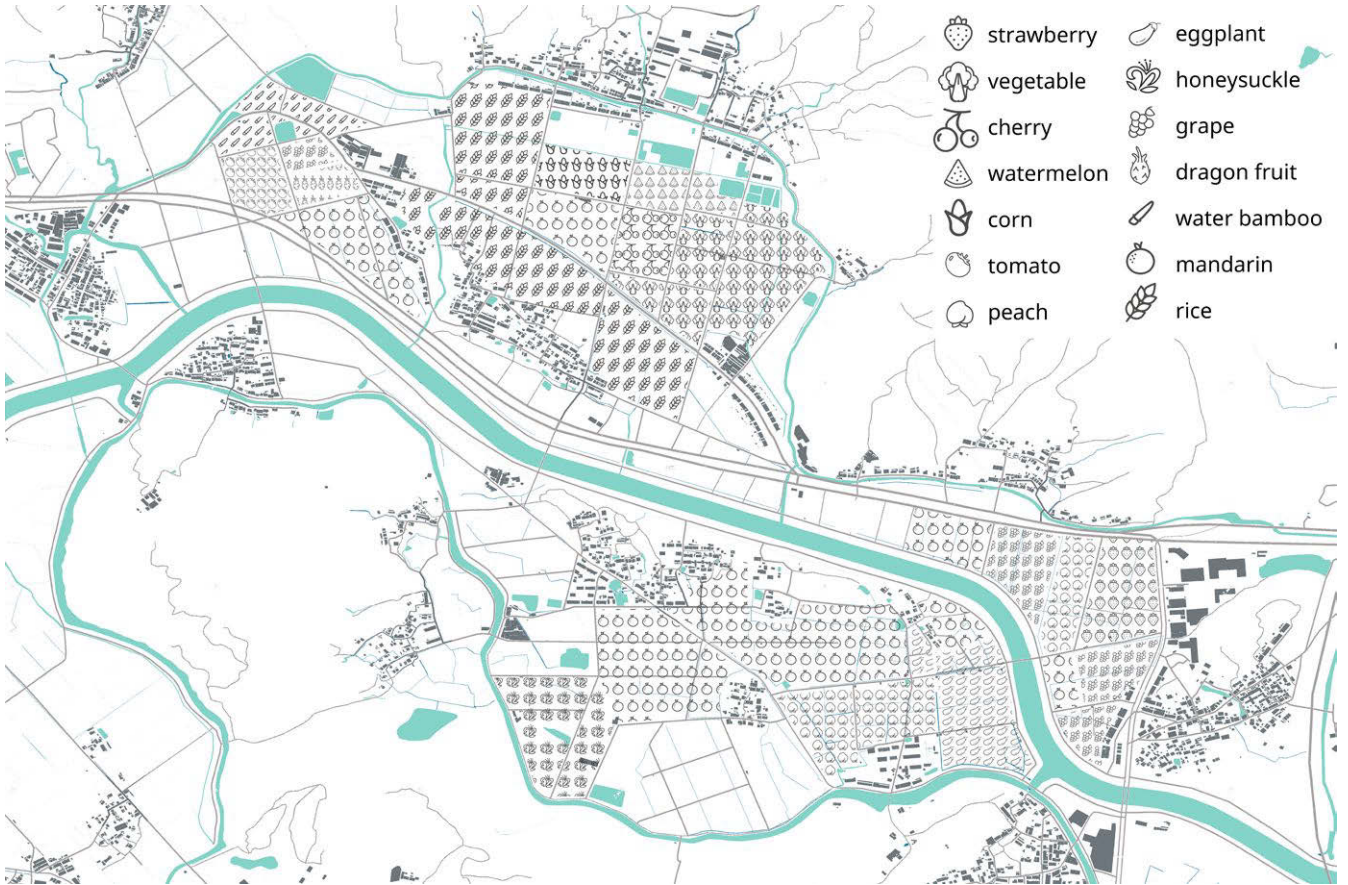 strawberry
eggplant
vegetable
honeysuckle
cherry
grape
watermelon
dragon fruit
corn
water bamboo
tomato
mandarin
peach
rice